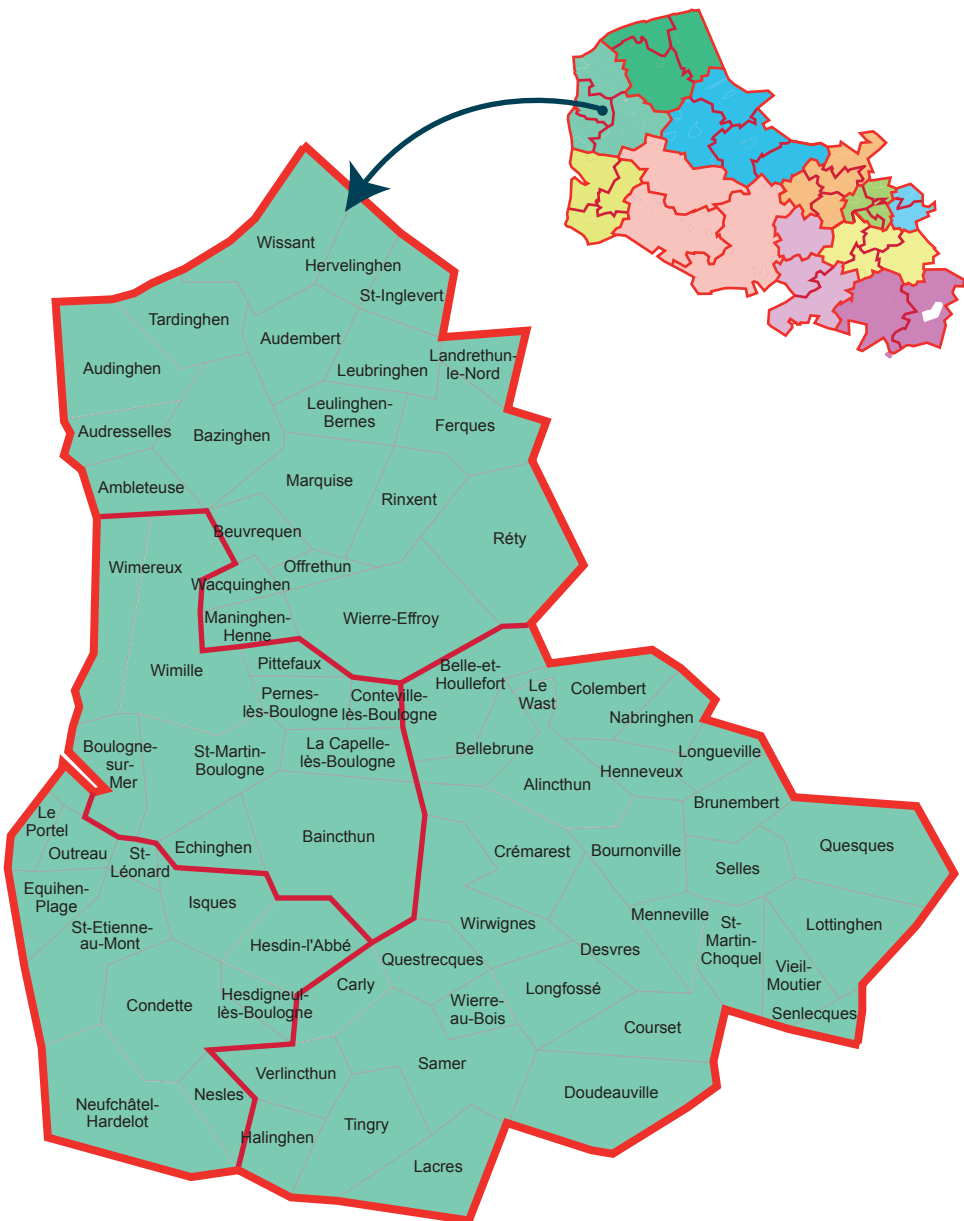 Wissant
Hervelinghen
St-Inglevert
Tardinghen
Audembert
Landrethun-
le-Nord
Audinghen
Leubringhen
Leulinghen-
Bernes
Audresselles
Bazinghen
Ferques
Ambleteuse
Marquise
Rinxent
Beuvrequen
Réty
Offrethun
Wimereux
Wacquinghen
Maninghen-
Henne
Wierre-Effroy
Wimille
Pittefaux
Pernes-
lès-Boulogne
Conteville-
lès-Boulogne
Belle-et-
Houllefort
Le
Wast
Colembert
Nabringhen
Boulogne-
sur-
Mer
St-Martin-
Boulogne
La Capelle-
lès-Boulogne
Bellebrune
Longueville
Alincthun
Henneveux
Brunembert
Le
Portel
Outreau
St-
Léonard
Echinghen
Baincthun
Crémarest
Bournonville
Selles
Quesques
Equihen-
Plage
St-Etienne-
au-Mont
Isques
Wirwignes
Menneville
St-
Martin-
Choquel
Lottinghen
Hesdin-l'Abbé
Questrecques
Desvres
Vieil-
Moutier
Condette
Hesdigneul-
lès-Boulogne
Carly
Wierre-
au-Bois
Longfossé
Senlecques
Courset
Samer
Verlincthun
Doudeauville
Neufchâtel-
Hardelot
Nesles
Halinghen
Tingry
Lacres